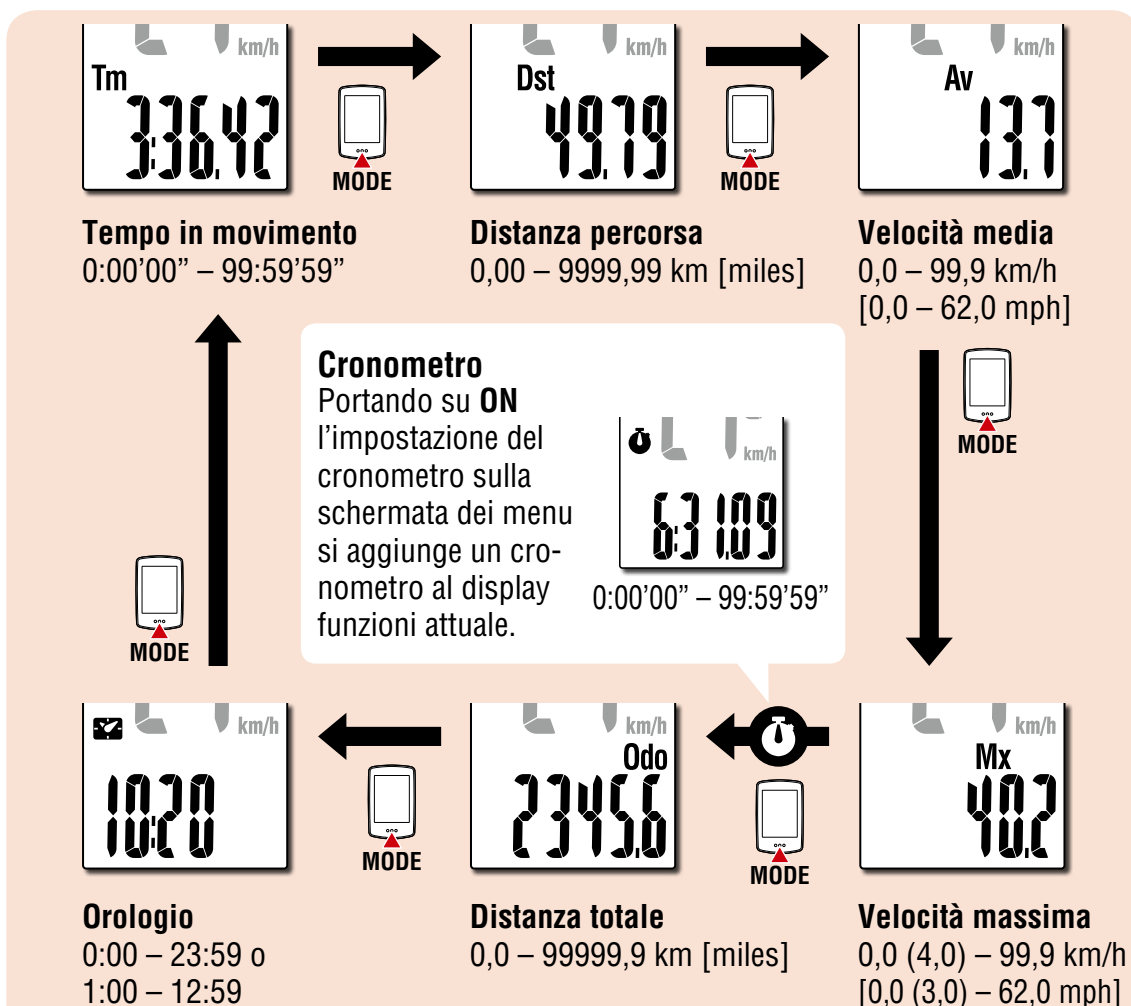 km/h
Tm
3:36.42
MODE
km/h
Dst
49.79
MODE
km/h
Av
13.7
Tempo in movimento
0:00’00” – 99:59’59”
Distanza percorsa
0,00 – 9999,99 km [miles]
Velocità media
0,0 – 99,9 km/h
[0,0 – 62,0 mph]
MODE
Cronometro
Portando su ON
l’impostazione del
cronometro sulla
schermata dei menu
si aggiunge un cro-
nometro al display
funzioni attuale.
km/h
6:31.09
0:00’00” – 99:59’59”
MODE
km/h
10:20
MODE
km/h
Odo
2345.6
MODE
km/h
Mx
40.2
Orologio
0:00 – 23:59 o
1:00 – 12:59
Distanza totale
0,0 – 99999,9 km [miles]
Velocità massima
0,0 (4,0) – 99,9 km/h
[0,0 (3,0) – 62,0 mph]